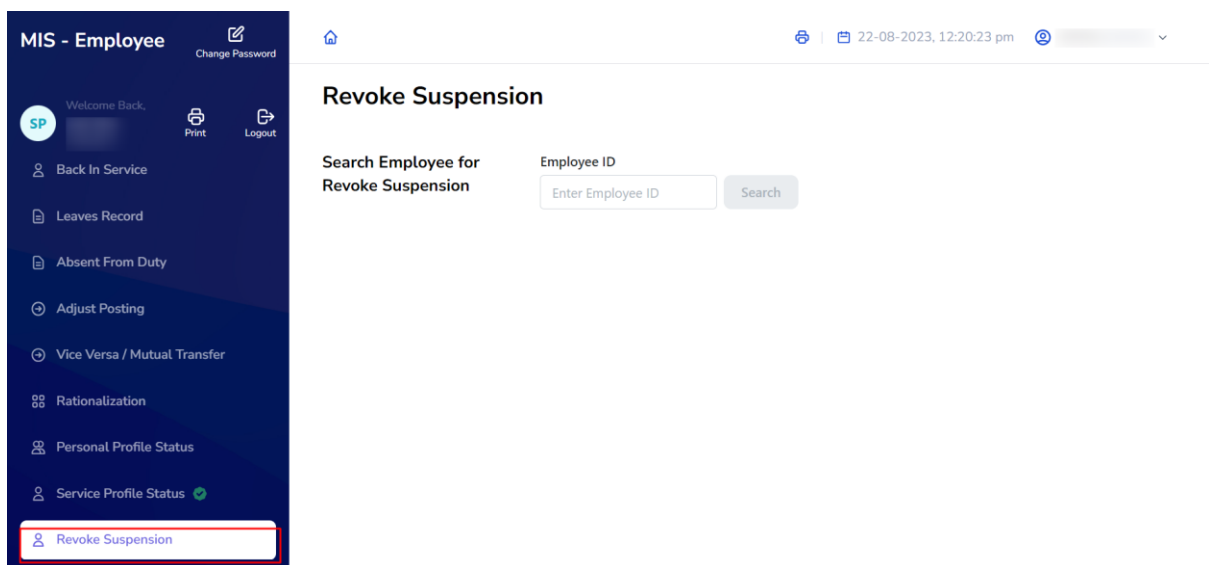 MIS - Employee
Change Password
22-08-2023, 12:20:23 pm
Welcome Back,
SP
Print
Logout
Back In Service
Leaves Record
Absent From Duty
Adjust Posting
Vice Versa / Mutual Transfer
Rationalization
Personal Profile Status
Service Profile Status
Revoke Suspension
Revoke Suspension
Search Employee for
Revoke Suspension
Employee ID
Enter Employee ID
Search